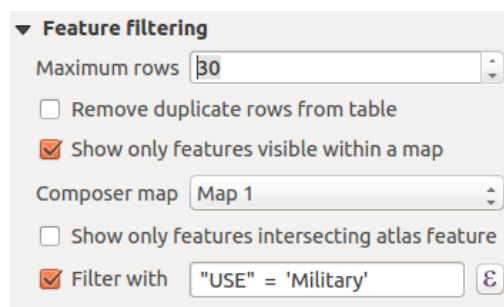 Feature filtering
Maximum rows 30
Remove duplicate rows from table
Show only features visible within a map
Composer map Map 1
Show only features intersecting atlas feature
Filter with "USE" = 'Military' ε